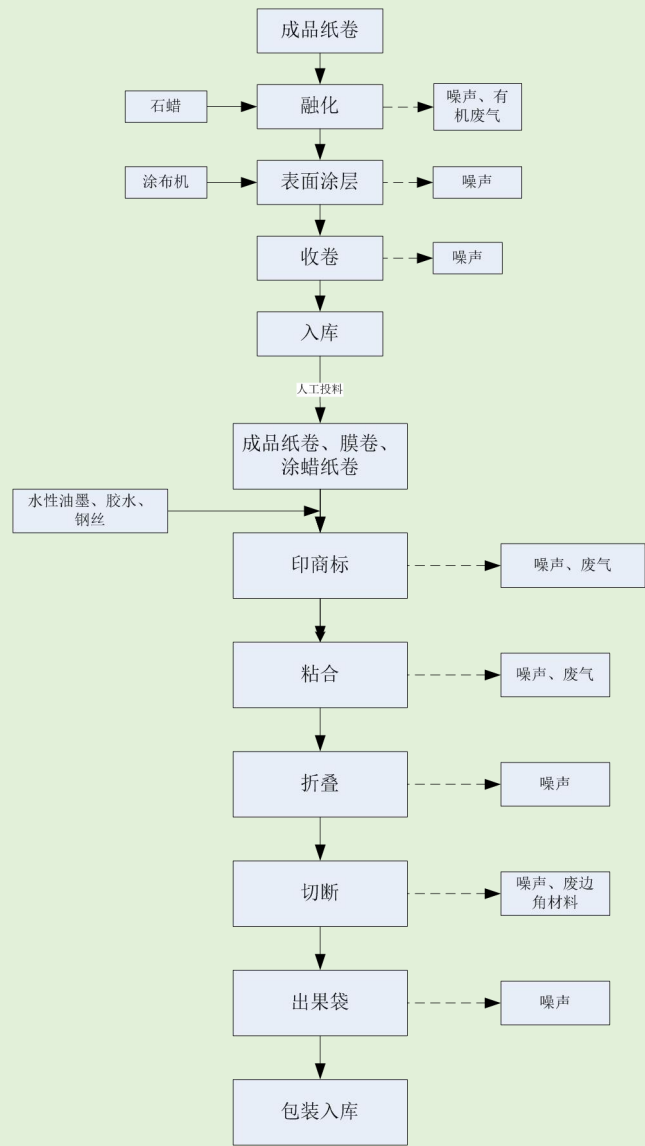 成品纸卷
石蜡
融化
噪声、有
机废气
涂布机
表面涂层
噪声
收卷
噪声
入库
人工投料
成品纸卷、膜卷、
涂蜡纸卷
水性油墨、胶水、
钢丝
印商标
噪声、废气
粘合
噪声、废气
折叠
噪声
切断
噪声、废边
角材料
出果袋
噪声
包装入库